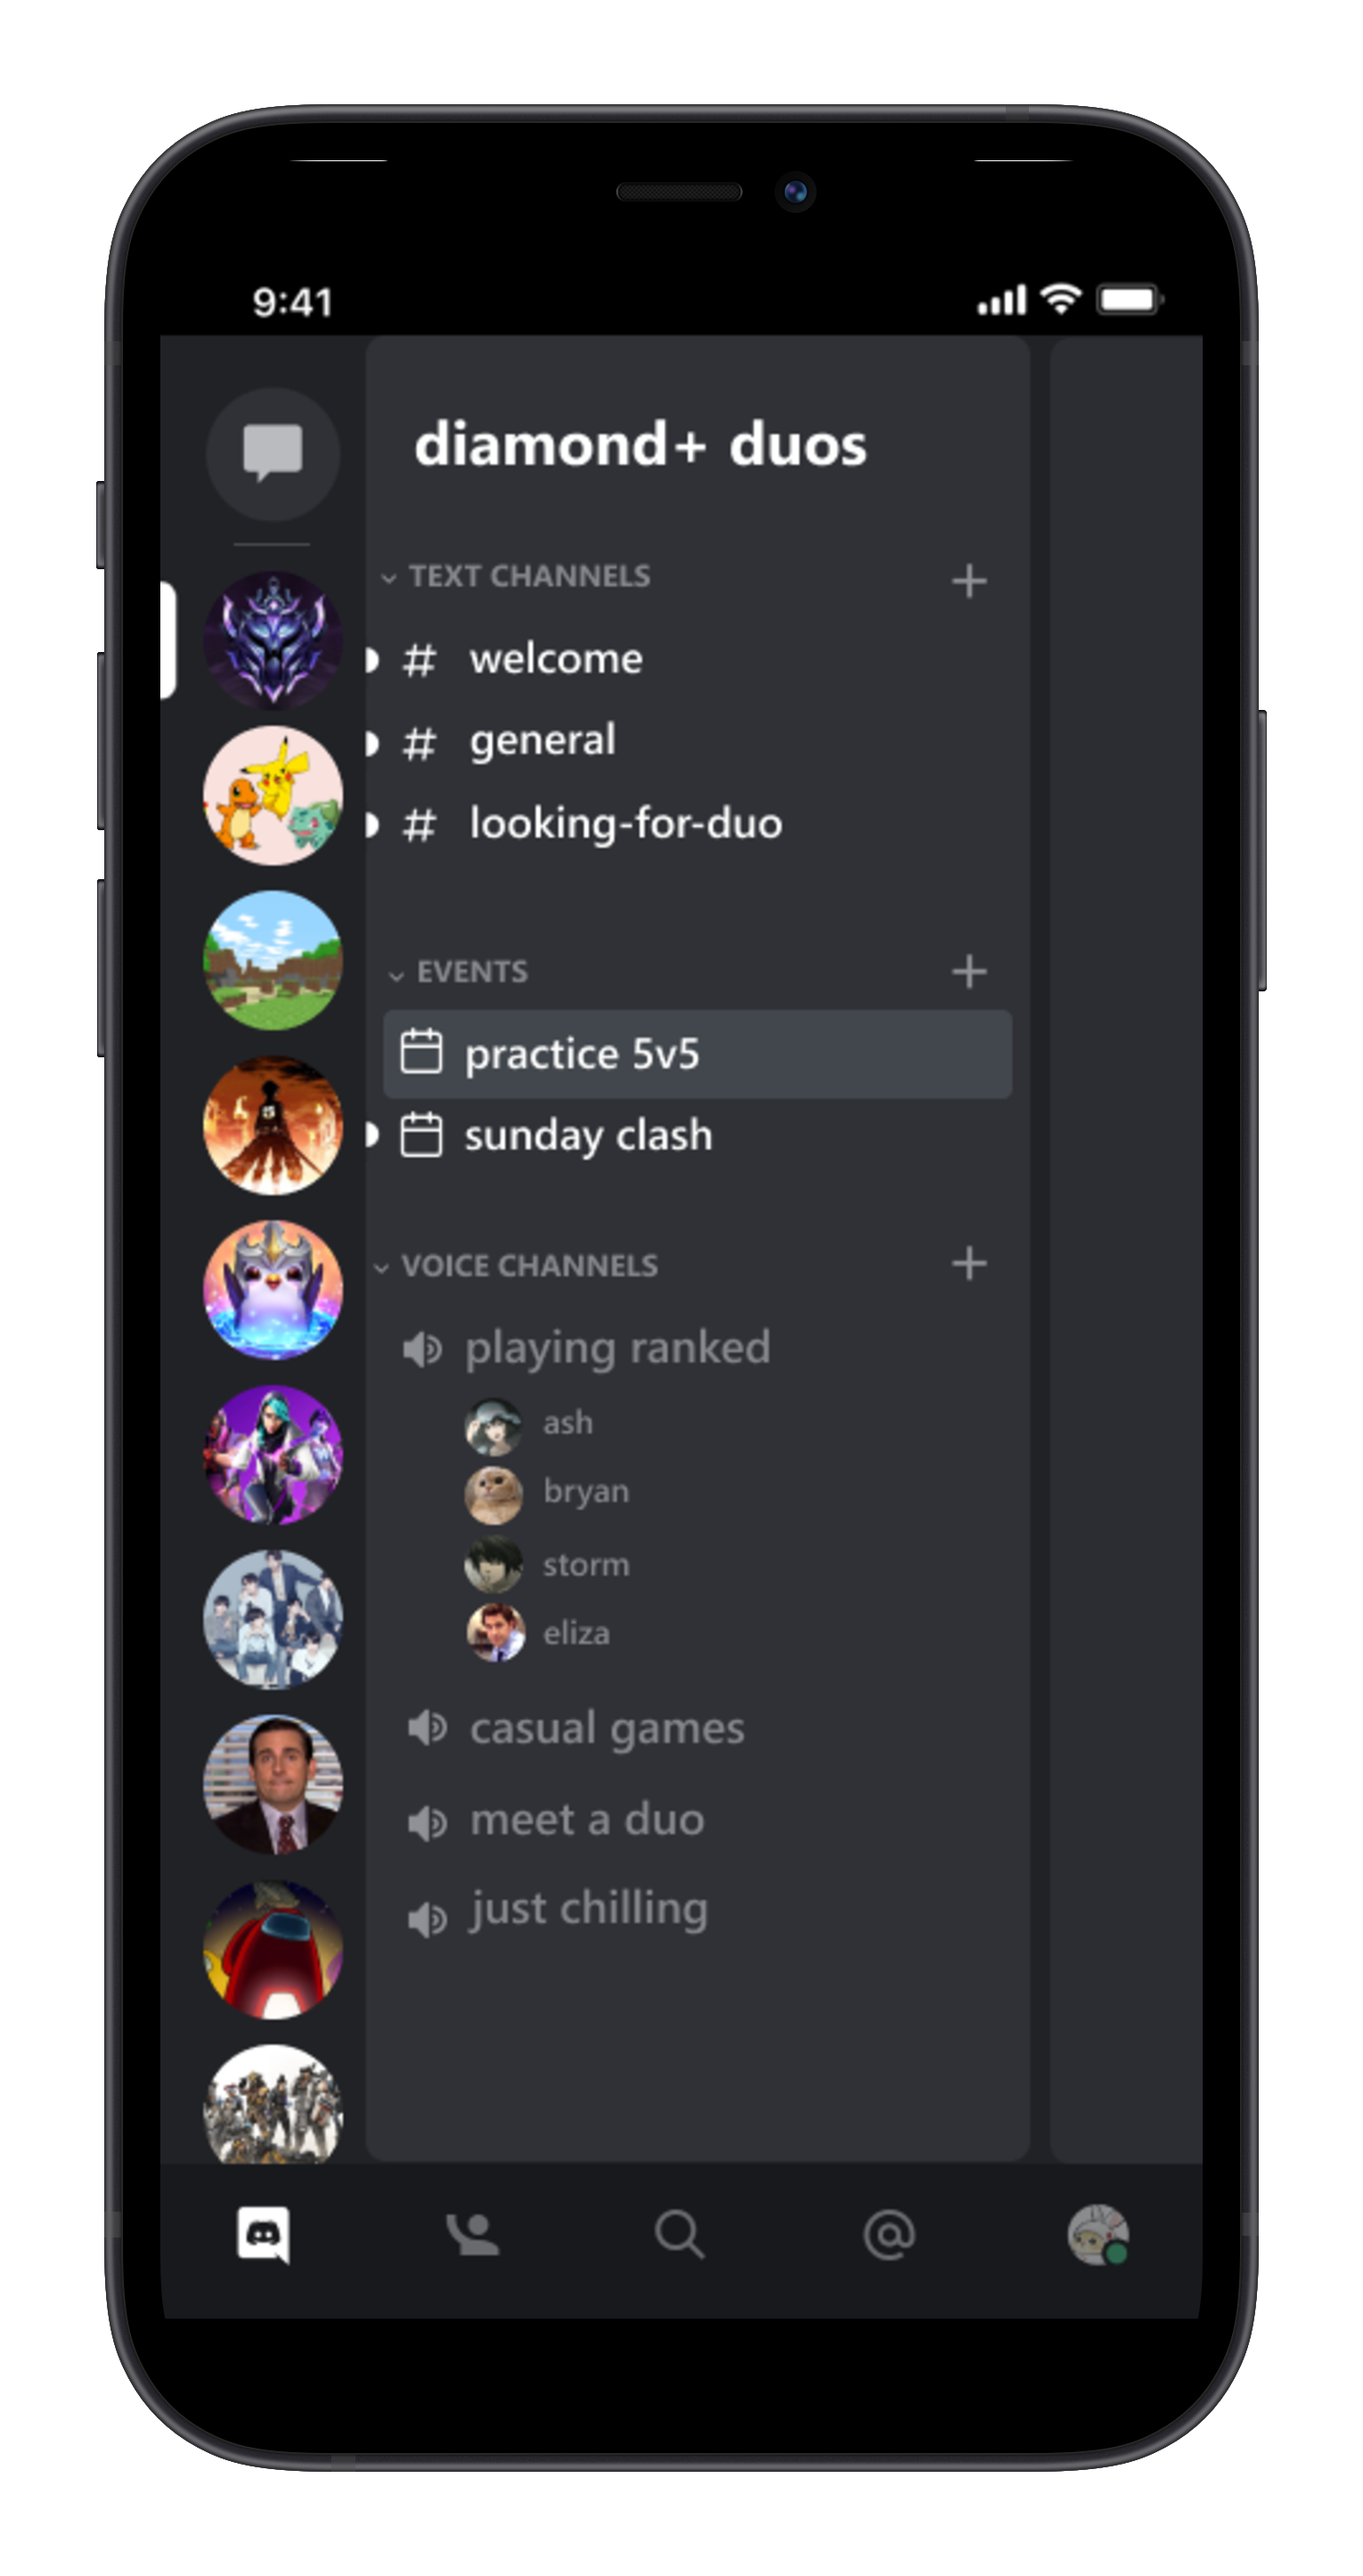 9:41
diamond+ duos
TEXT CHANNELS
# welcome
# general
# looking-for-duo
EVENTS
practice 5v5
sunday clash
VOICE CHANNELS
playing ranked
ash
bryan
storm
eliza
casual games
meet a duo
just chilling